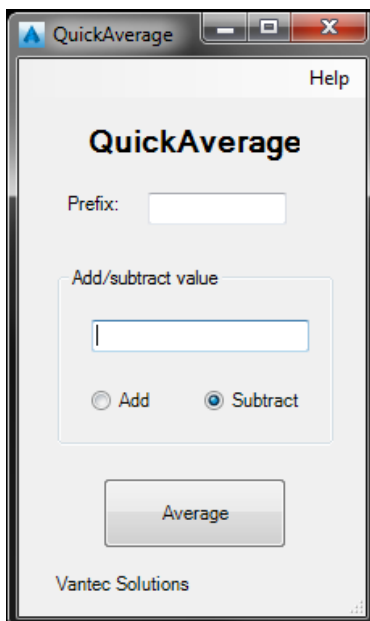 QuickAverage
Help
QuickAverage
Prefix:
Add/subtract value
Add Subtract
Average
Vantec Solutions